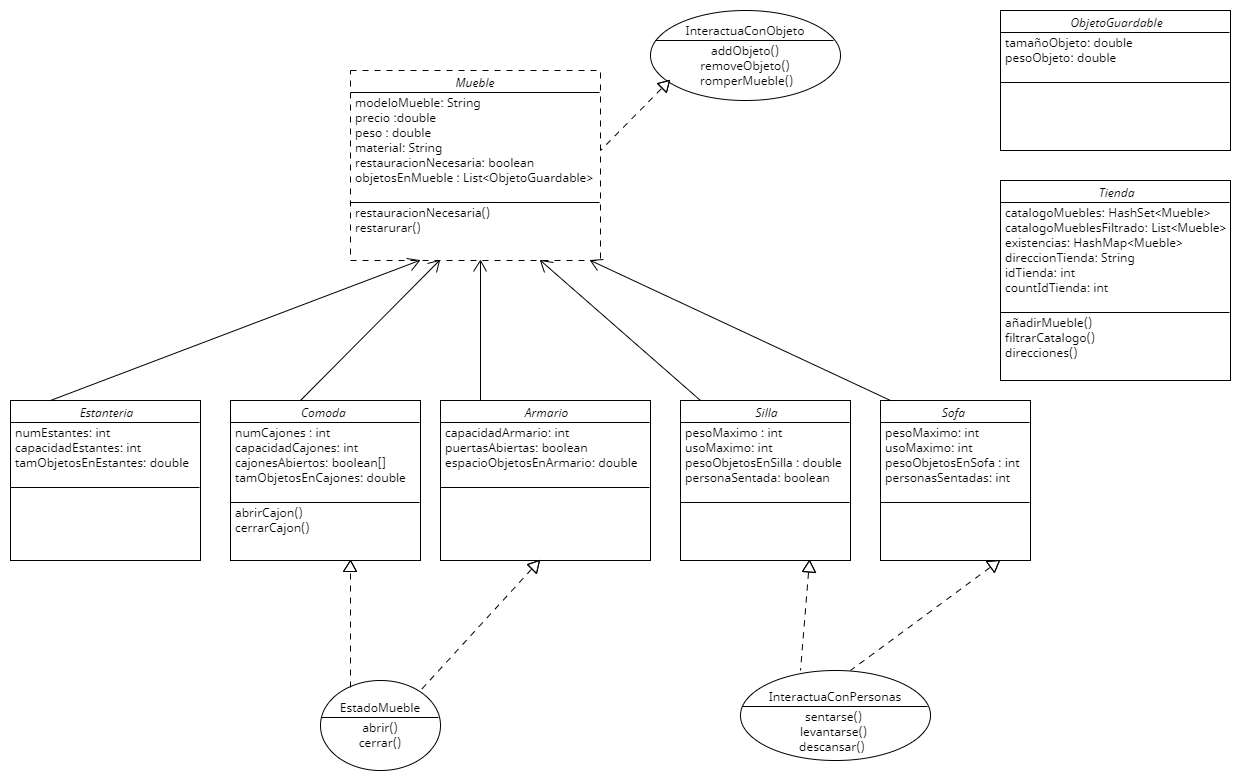 InteractuaConObjeto
addObjeto()
removeObjeto()
romperMueble()
ObjetoGuardable
tamañoObjeto: double
pesoObjeto: double
Mueble
modeloMueble: String
precio :double
peso : double
material: String
restauracionNecesaria: boolean
objetosEnMueble : List<ObjetoGuardable>
restauracionNecesaria()
restarurar()
Tienda
catalogoMuebles: HashSet<Mueble>
catalogoMueblesFiltrado: List<Mueble>
existencias: HashMap<Mueble>
direccionTienda: String
idTienda: int
countIdTienda: int
añadirMueble()
filtrarCatalogo()
direcciones()
Estanteria
numEstantes: int
capacidadEstantes: int
tamObjetosEnEstantes: double
Comoda
numCajones : int
capacidadCajones: int
cajonesAbiertos: boolean[]
tamObjetosEnCajones: double
abrirCajon()
cerrarCajon()
Armario
capacidadArmario: int
puertasAbiertas: boolean
espacioObjetosEnArmario: double
Silla
pesoMaximo : int
usoMaximo: int
pesoObjetosEnSilla : double
personaSentada: boolean
Sofa
pesoMaximo: int
usoMaximo: int
pesoObjetosEnSofa : int
personasSentadas: int
EstadoMueble
abrir()
cerrar()
InteractuaConPersonas
sentarse()
levantarse()
descansar()